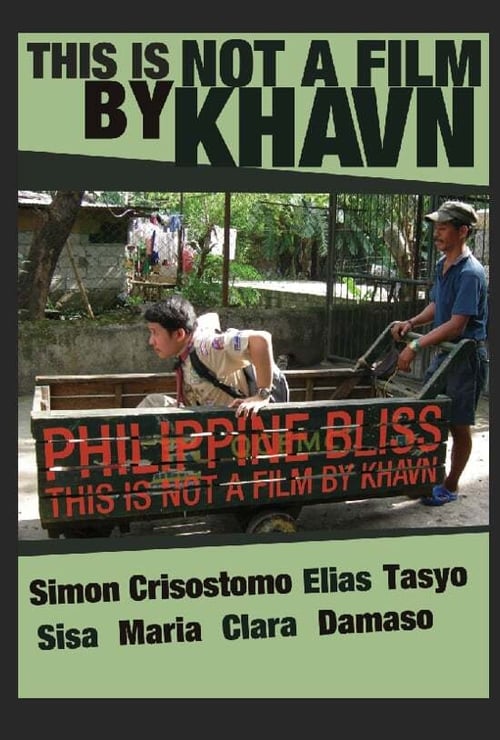 THIS IS NOT A FILM
BY KHAVN
PHILIPPINE BLISS
THIS IS NOT A FILM BY KHAVN
Simon Crisostomo Elias Tasyo
Sisa Maria Clara Damaso